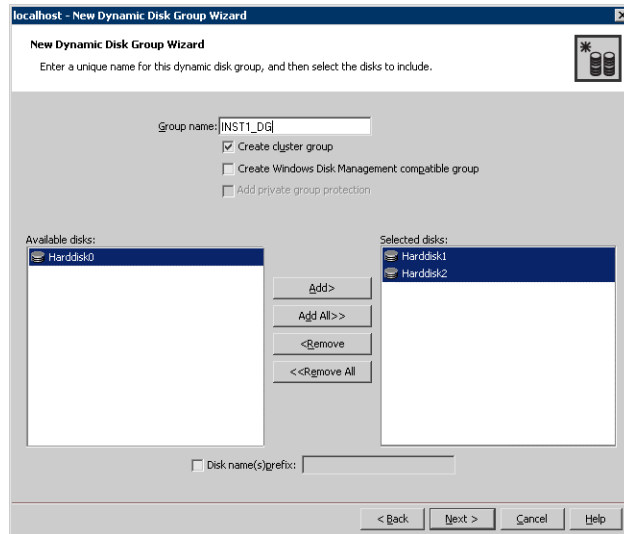 localhost - New Dynamic Disk Group Wizard
New Dynamic Disk Group Wizard
Enter a unique name for this dynamic disk group, and then select the disks to include.
Group name: INST1_DG
Create cluster group
Create Windows Disk Management compatible group
Add private group protection
Available disks:
Harddisk0
Add>
Add All>>
<Remove
<<Remove All
Selected disks:
Harddisk1
Harddisk2
Disk name(s)prefix:
< Back
Next >
Cancel
Help